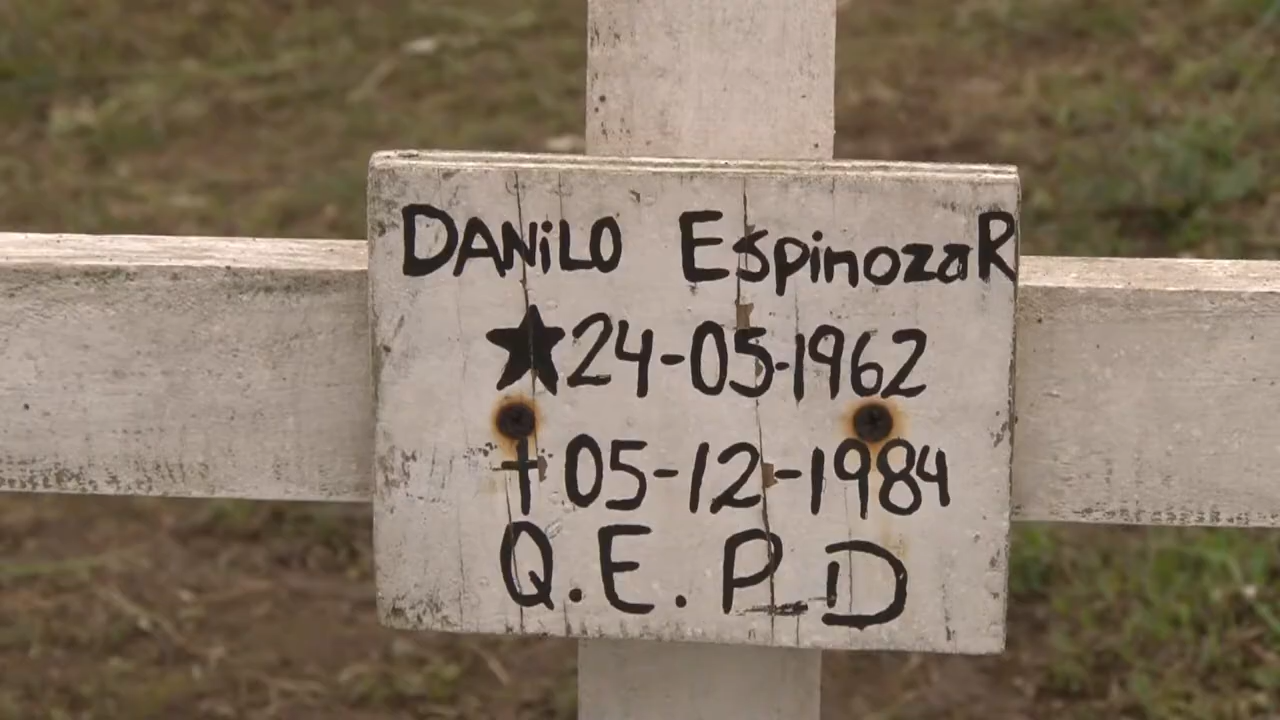 DANiLO EspinozaR
★24-05-1962
†05-12-1984
Q.E.P.D